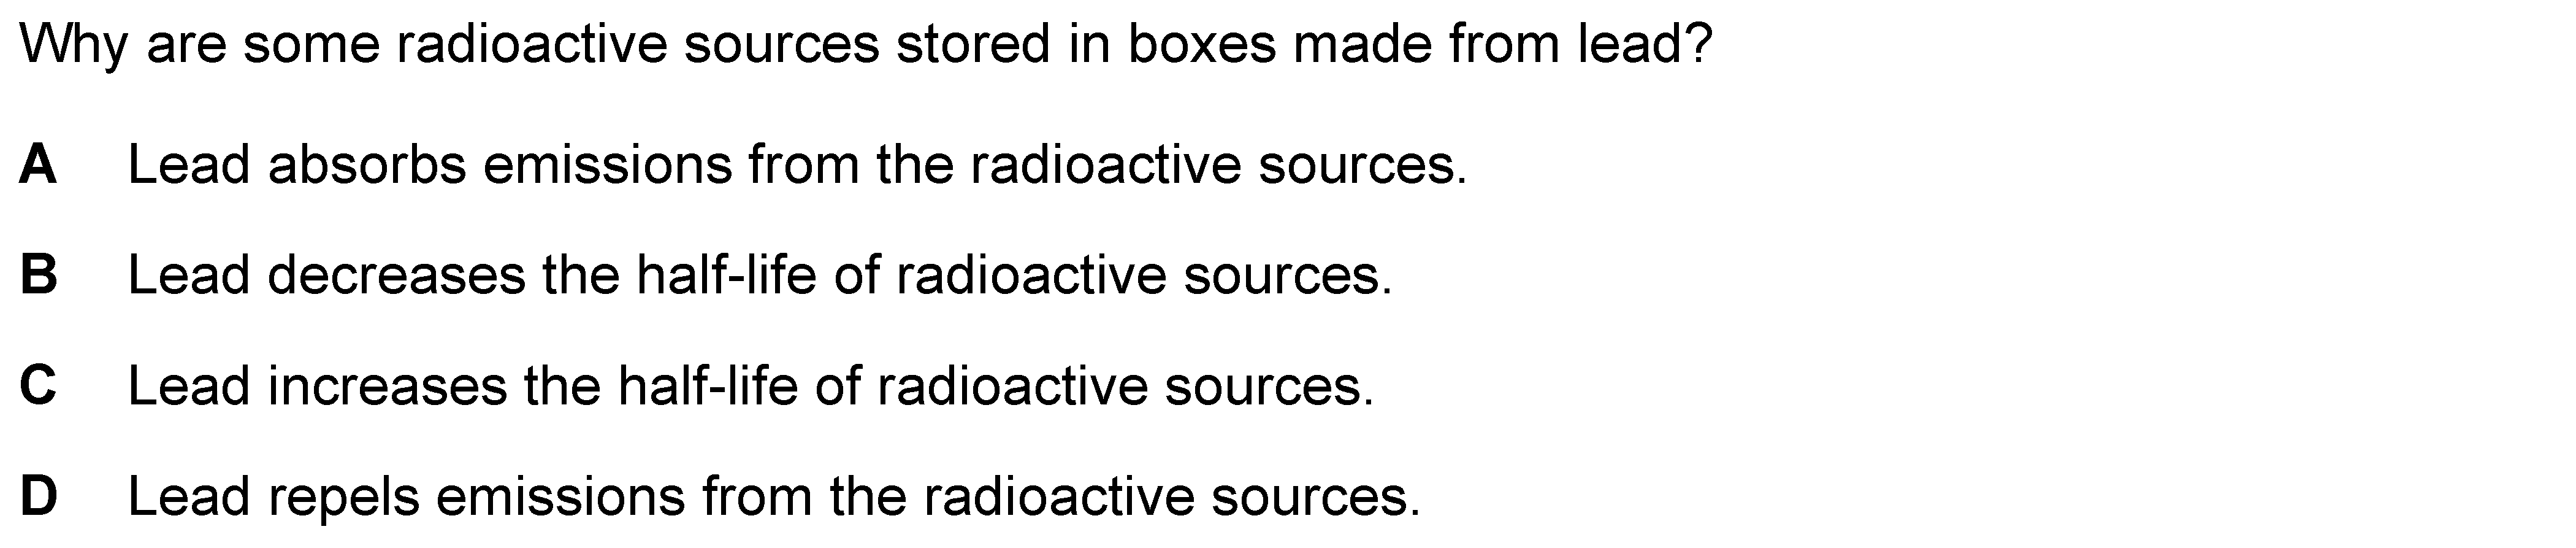 Why are some radioactive sources stored in boxes made from lead?
A Lead absorbs emissions from the radioactive sources.
B Lead decreases the half-life of radioactive sources.
C Lead increases the half-life of radioactive sources.
D Lead repels emissions from the radioactive sources.